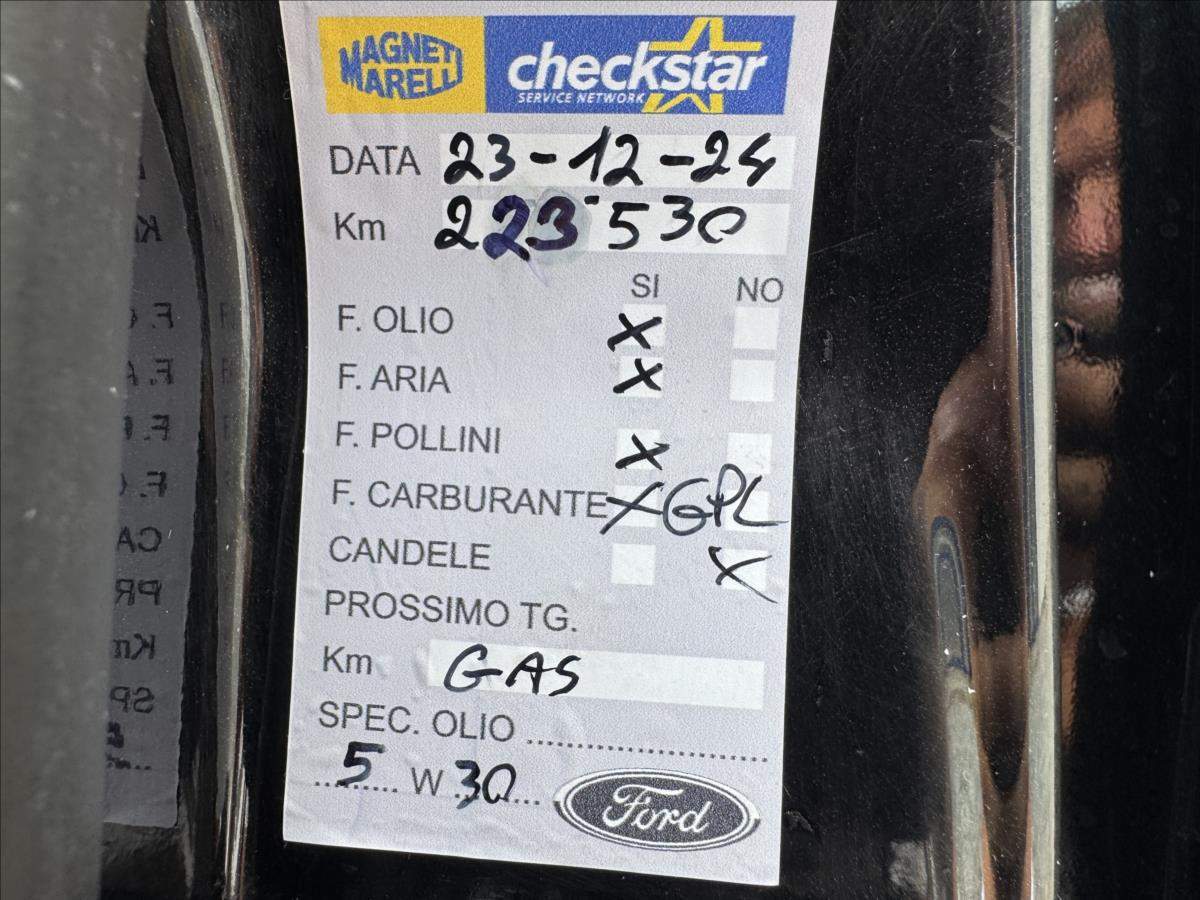 MAGNETI
MARELLI
checkstar
SERVICE NETWORK
DATA 23-12-24
Km 223530
SI NO
F. OLIO X
F. ARIA X
F. POLLINI X
F. CARBURANTE X GPL
CANDELE X
PROSSIMO TG.
Km GAS
SPEC. OLIO ........................
..5...... W .30...
Ford